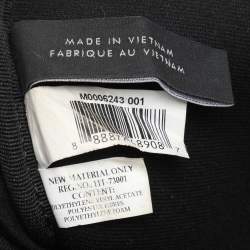 MADE IN VIETNAM
FABRIQUE AU VIETNAM
M0006243 001
NEW MATERIAL ONLY
CONTENT:
POLYETHYLENE VINYL ACETATE
POLYESTER FIBERS
POLYETHYLENE FOAM